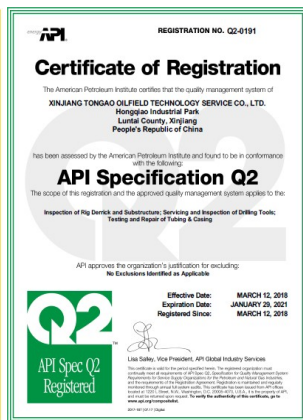 energy API
REGISTRATION NO. Q2-0191
Certificate of Registration
The American Petroleum Institute certifies that the quality management system of
XINJIANG TONGAO OILFIELD TECHNOLOGY SERVICE CO., LTD.
Hongqiao Industrial Park
Luntai County, Xinjiang
People's Republic of China
has been assessed by the American Petroleum Institute and found to be in conformance
with the following:
API Specification Q2
The scope of this registration and the approved quality management system applies to the:
Inspection of Rig Derrick and Substructure; Servicing and Inspection of Drilling Tools;
Testing and Repair of Tubing & Casing
API approves the organization's justification for excluding:
No Exclusions Identified as Applicable
Effective Date: MARCH 12, 2018
Expiration Date: JANUARY 29, 2021
Registered Since: MARCH 12, 2018
Q2
TM
API Spec Q2
Registered
Lisa Salley, Vice President, API Global Industry Services